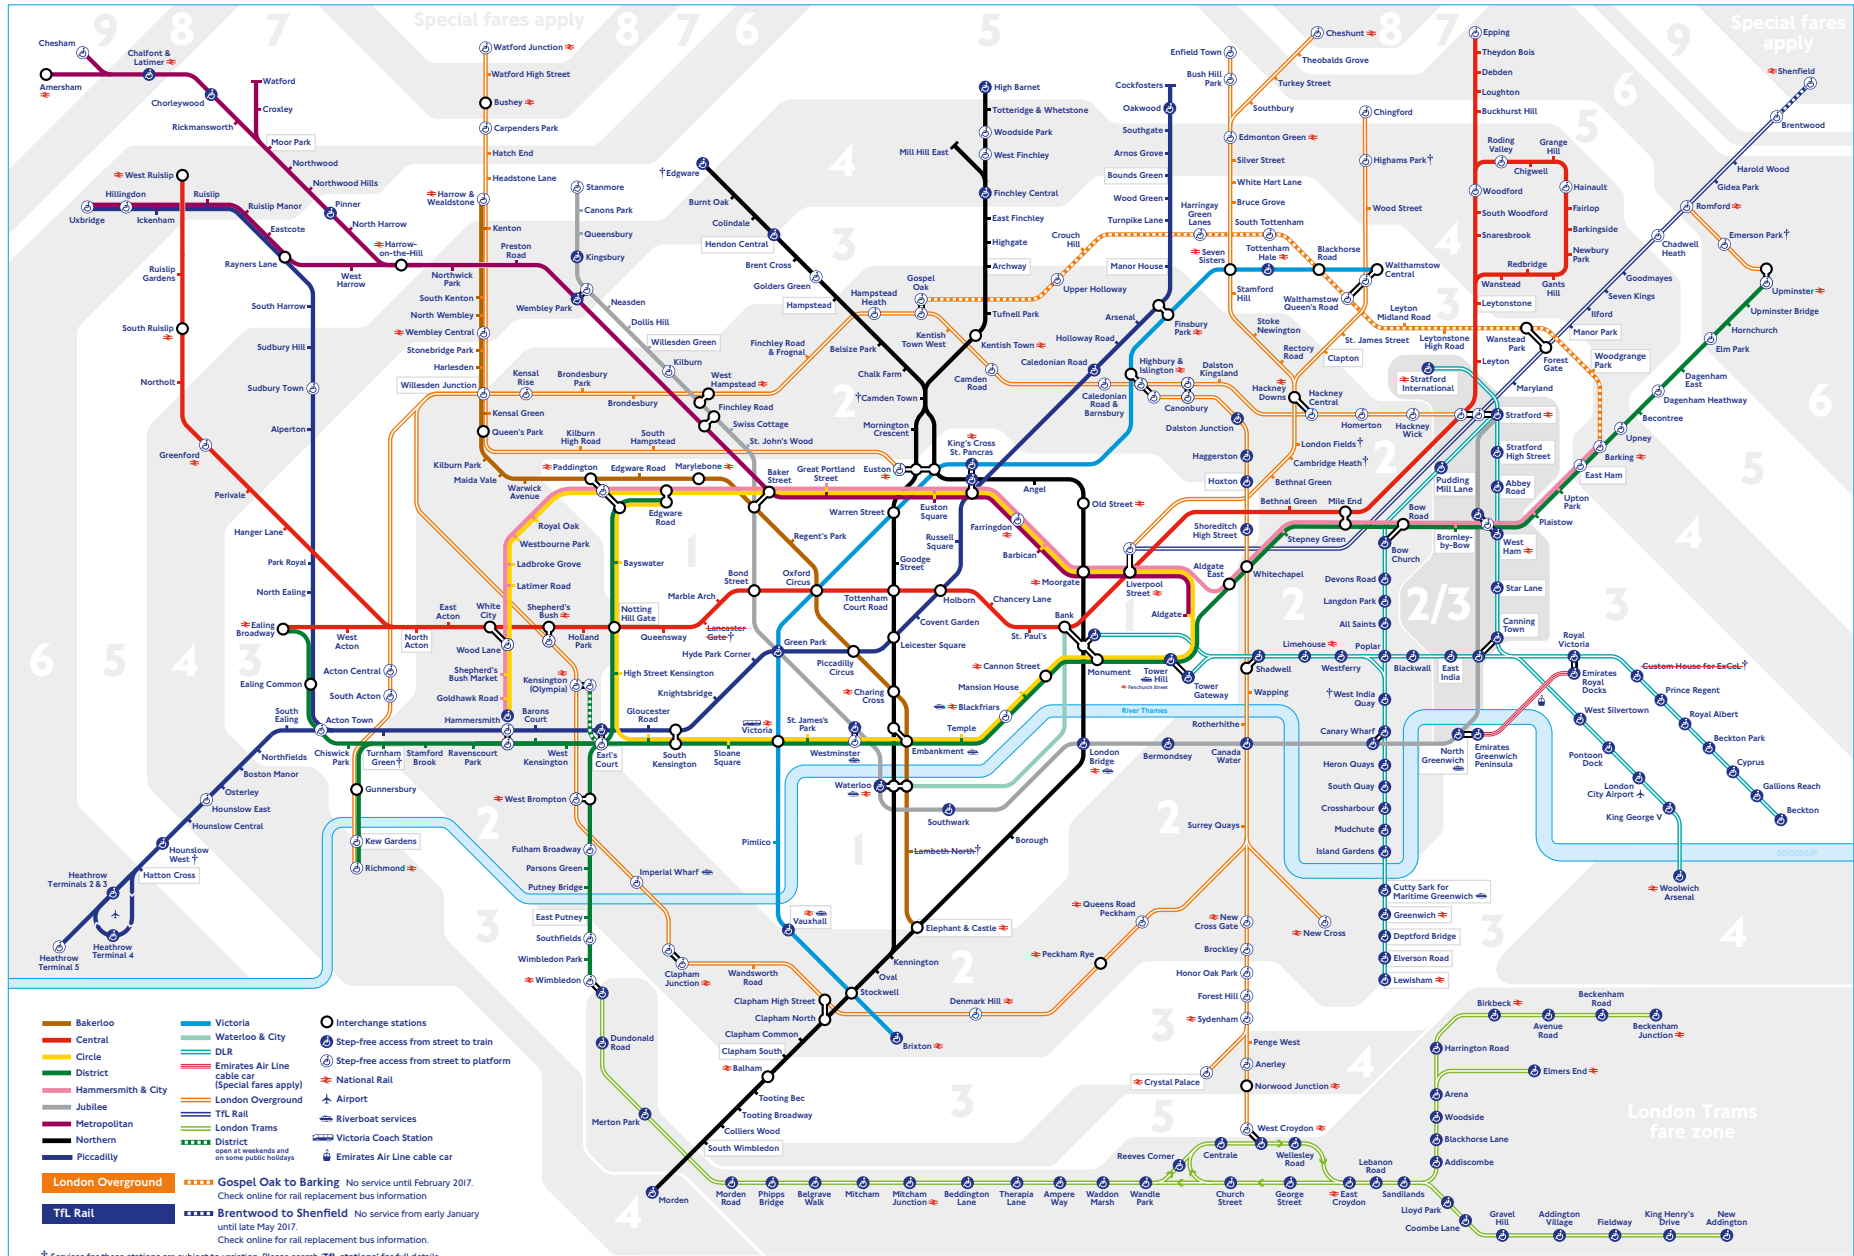 Special fares apply
Special fares
apply
9
8
7
8
7
6
5
8
7
9
6
5
4
3
2
Chesham
Chalfont &
Latimer
Amersham
Chorleywood
Rickmansworth
Watford
Croxley
Moor Park
Northwood
Northwood Hills
Pinner
North Harrow
Harrow-
on-the-Hill
West Ruislip
Hillingdon
Ruislip
Uxbridge
Ickenham
Ruislip Manor
Eastcote
Rayners Lane
West
Harrow
Ruislip
Gardens
South Ruislip
Northolt
Greenford
Perivale
Hanger Lane
South Harrow
Sudbury Hill
Sudbury Town
Alperton
Park Royal
North Ealing
Ealing
Broadway
West
Acton
North
Acton
East
Acton
White
City
Shepherd's
Bush
Holland
Park
Notting
Hill Gate
Queensway
Lancaster
Gate†
Marble Arch
Bond
Street
Oxford
Circus
Tottenham
Court Road
Holborn
Chancery Lane
St. Paul's
Bank
Watford Junction
Watford High Street
Bushey
Carpenders Park
Hatch End
Headstone Lane
Harrow &
Wealdstone
Kenton
Preston
Road
Northwick
Park
South Kenton
North Wembley
Wembley Central
Stonebridge Park
Harlesden
Willesden Junction
Kensal Green
Queen's Park
Kilburn Park
Maida Vale
Warwick
Avenue
Paddington
Edgware Road
Marylebone
Baker
Street
Stanmore
Canons Park
Queensbury
Kingsbury
Wembley Park
Neasden
Dollis Hill
Willesden Green
Kilburn
West
Hampstead
Finchley Road
Swiss Cottage
St. John's Wood
Kensal
Rise
Brondesbury
Park
Brondesbury
Finchley Road
& Frognal
Kilburn
High Road
South
Hampstead
†Edgware
Burnt Oak
Colindale
Hendon Central
Brent Cross
Golders Green
Hampstead
Hampstead
Heath
Gospel
Oak
Belsize Park
Chalk Farm
†Camden Town
Mornington
Crescent
Euston
High Barnet
Totteridge & Whetstone
Woodside Park
West Finchley
Mill Hill East
Finchley Central
East Finchley
Highgate
Archway
Tufnell Park
Kentish
Town West
Kentish Town
Camden
Road
Caledonian
Road &
Barnsbury
Crouch
Hill
Upper Holloway
Cockfosters
Oakwood
Southgate
Arnos Grove
Bounds Green
Wood Green
Turnpike Lane
Manor House
Arsenal
Finsbury
Park
Holloway Road
Caledonian Road
Highbury &
Islington
Canonbury
Dalston
Kingsland
Dalston Junction
Haggerston
Hoxton
Shoreditch
High Street
Harringay
Green
Lanes
South Tottenham
Seven
Sisters
Tottenham
Hale
Blackhorse
Road
Walthamstow
Central
Walthamstow
Queen's Road
Enfield Town
Bush Hill
Park
Cheshunt
Theobalds Grove
Turkey Street
Southbury
Edmonton Green
Silver Street
White Hart Lane
Bruce Grove
Stamford
Hill
Stoke
Newington
Rectory
Road
Hackney
Downs
Hackney
Central
Clapton
St. James Street
Chingford
Highams Park†
Wood Street
Leyton
Midland Road
Leytonstone
High Road
Wanstead
Park
Woodgrange
Park
Homerton
Hackney
Wick
London Fields†
Cambridge Heath†
Bethnal Green
Epping
Theydon Bois
Debden
Loughton
Buckhurst Hill
Roding
Valley
Chigwell
Grange
Hill
Hainault
Fairlop
Barkingside
Newbury
Park
Woodford
South Woodford
Snaresbrook
Redbridge
Wanstead
Gants
Hill
Leytonstone
Leyton
Stratford
International
Stratford
Shenfield
Brentwood
Harold Wood
Gidea Park
Romford
Emerson Park†
Chadwell
Heath
Goodmayes
Seven Kings
Ilford
Manor Park
Forest
Gate
Maryland
Upminster
Upminster Bridge
Hornchurch
Elm Park
Dagenham
East
Dagenham Heathway
Becontree
Upney
Barking
East Ham
Upton
Park
Plaistow
Stratford
High Street
Abbey
Road
West
Ham
Star Lane
Canning
Town
Pudding
Mill Lane
Bow
Road
Bromley-
by-Bow
Bow
Church
Mile End
Bethnal Green
Stepney Green
Whitechapel
Aldgate
East
Aldgate
Liverpool
Street
Moorgate
Old Street
Angel
King's Cross
St. Pancras
Euston
Square
Great Portland
Street
Farringdon
Barbican
Russell
Square
Warren Street
Goodge
Street
Regent's Park
Edgware
Road
Royal Oak
Westbourne Park
Ladbroke Grove
Latimer Road
Bayswater
Wood Lane
Shepherd's
Bush Market
Goldhawk Road
Hammersmith
Kensington
(Olympia)
High Street Kensington
Acton Central
South Acton
Ealing Common
South
Ealing
Acton Town
Northfields
Boston Manor
Osterley
Hounslow East
Hounslow Central
Hounslow
West †
Hatton Cross
Heathrow
Terminals 2 & 3
Heathrow
Terminal 4
Heathrow
Terminal 5
Chiswick
Park
Turnham
Green†
Stamford
Brook
Ravenscourt
Park
Barons
Court
West
Kensington
Earl's
Court
Gloucester
Road
South
Kensington
Sloane
Square
Victoria
St. James's
Park
Westminster
Embankment
Temple
Blackfriars
Mansion House
Cannon Street
Monument
Tower
Hill
Fenchurch Street
Tower
Gateway
Knightsbridge
Hyde Park Corner
Green Park
Piccadilly
Circus
Leicester Square
Covent Garden
Charing
Cross
Waterloo
Southwark
London
Bridge
Bermondsey
Canada
Water
Rotherhithe
Wapping
Shadwell
Limehouse
Westferry
Poplar
Blackwall
East
India
Devons Road
Langdon Park
All Saints
†West India
Quay
Canary Wharf
Heron Quays
South Quay
Crossharbour
Mudchute
Island Gardens
Cutty Sark for
Maritime Greenwich
Greenwich
Deptford Bridge
Elverson Road
Lewisham
North
Greenwich
Emirates
Greenwich
Peninsula
Royal
Victoria
Emirates
Royal
Docks
Custom House for ExCeL†
Prince Regent
Royal Albert
Beckton Park
Cyprus
Gallions Reach
Beckton
West Silvertown
Pontoon
Dock
London
City Airport
King George V
Woolwich
Arsenal
River Thames
2/3
Gunnersbury
Kew Gardens
Richmond
West Brompton
Fulham Broadway
Parsons Green
Putney Bridge
East Putney
Southfields
Wimbledon Park
Wimbledon
Imperial Wharf
Clapham
Junction
Wandsworth
Road
Pimlico
Vauxhall
Lambeth North†
Elephant & Castle
Borough
Kennington
Oval
Stockwell
Brixton
Clapham High Street
Clapham North
Clapham Common
Clapham South
Balham
Tooting Bec
Tooting Broadway
Colliers Wood
South Wimbledon
Morden
Denmark Hill
Peckham Rye
Queens Road
Peckham
Surrey Quays
New
Cross Gate
New Cross
Brockley
Honor Oak Park
Forest Hill
Sydenham
Crystal Palace
Penge West
Anerley
Norwood Junction
West Croydon
Dundonald
Road
Merton Park
Morden
Road
Phipps
Bridge
Belgrave
Walk
Mitcham
Mitcham
Junction
Beddington
Lane
Therapia
Lane
Ampere
Way
Waddon
Marsh
Wandle
Park
Reeves Corner
Centrale
Wellesley
Road
Church
Street
George
Street
East
Croydon
Lebanon
Road
Sandilands
Lloyd Park
Coombe Lane
Gravel
Hill
Addington
Village
Fieldway
King Henry's
Drive
New
Addington
Addiscombe
Blackhorse Lane
Woodside
Arena
Elmers End
Harrington Road
Birkbeck
Avenue
Road
Beckenham
Road
Beckenham
Junction
London Trams
fare zone
Bakerloo
Central
Circle
District
Hammersmith & City
Jubilee
Metropolitan
Northern
Piccadilly
Victoria
Waterloo & City
DLR
Emirates Air Line
cable car
(Special fares apply)
London Overground
TfL Rail
London Trams
District
open at weekends and
on some public holidays
Interchange stations
Step-free access from street to train
Step-free access from street to platform
National Rail
Airport
Riverboat services
Victoria Coach Station
Emirates Air Line cable car
London Overground
Gospel Oak to Barking No service until February 2017.
Check online for rail replacement bus information
TfL Rail
Brentwood to Shenfield No service from early January
until late May 2017.
Check online for rail replacement bus information.